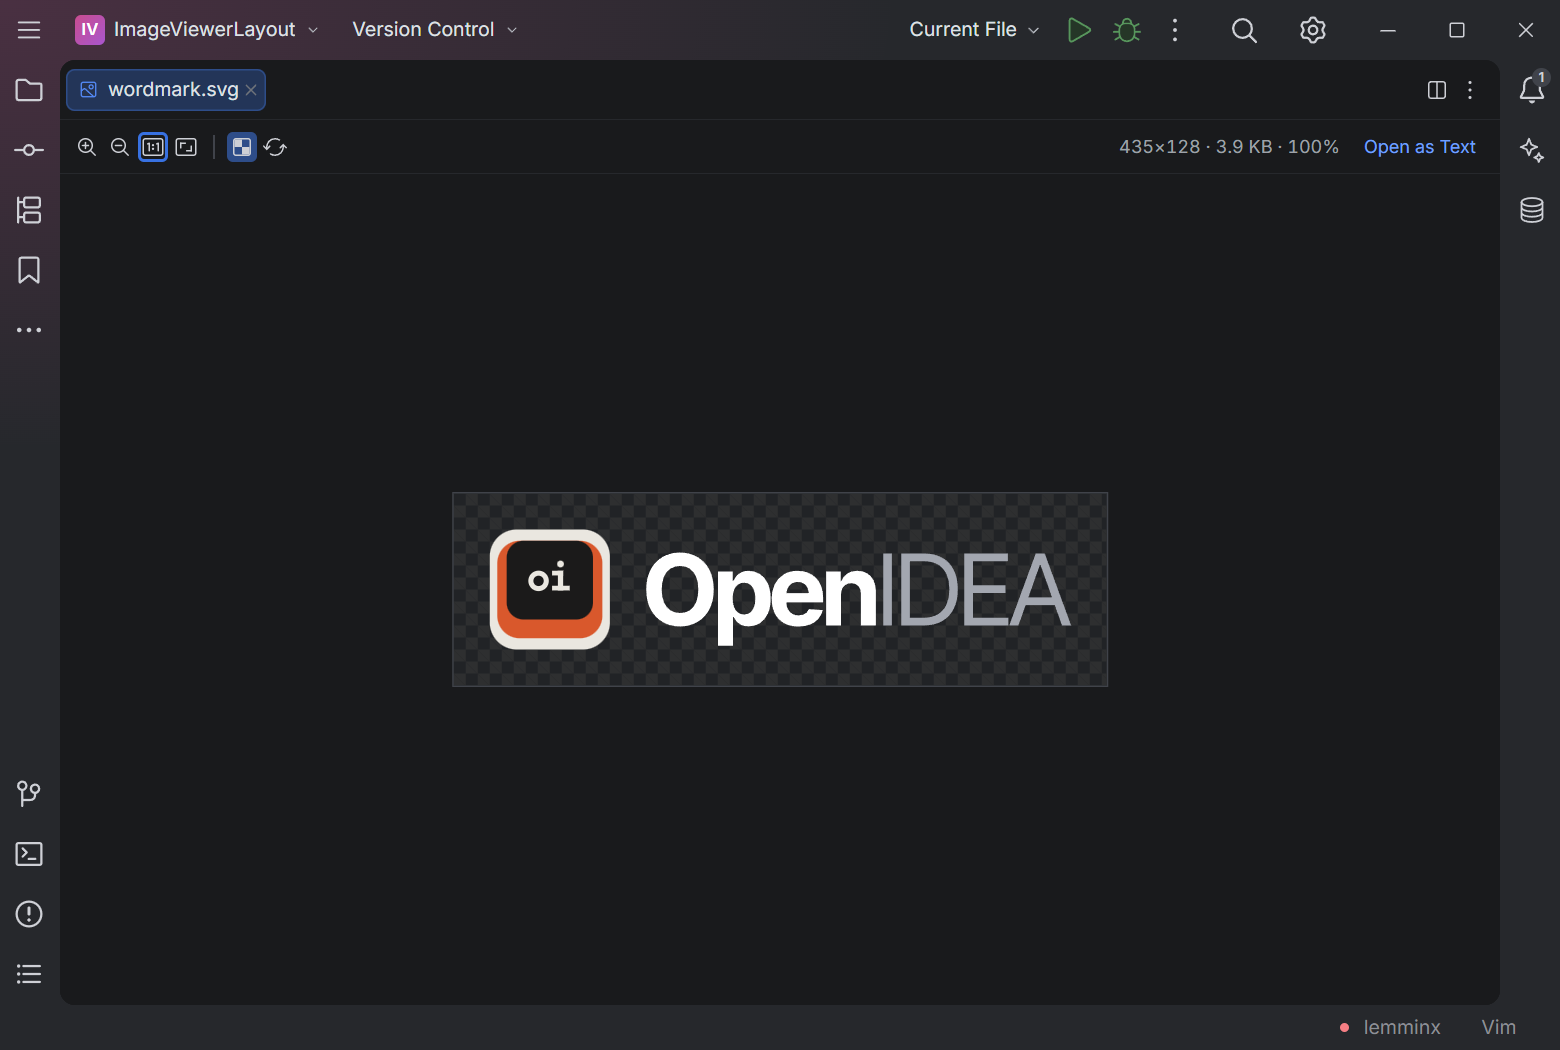 IV ImageViewerLayout Version Control Current File
wordmark.svg 1
1:1 435×128 · 3.9 KB · 100% Open as Text
oi OpenIDEA
lemminx Vim